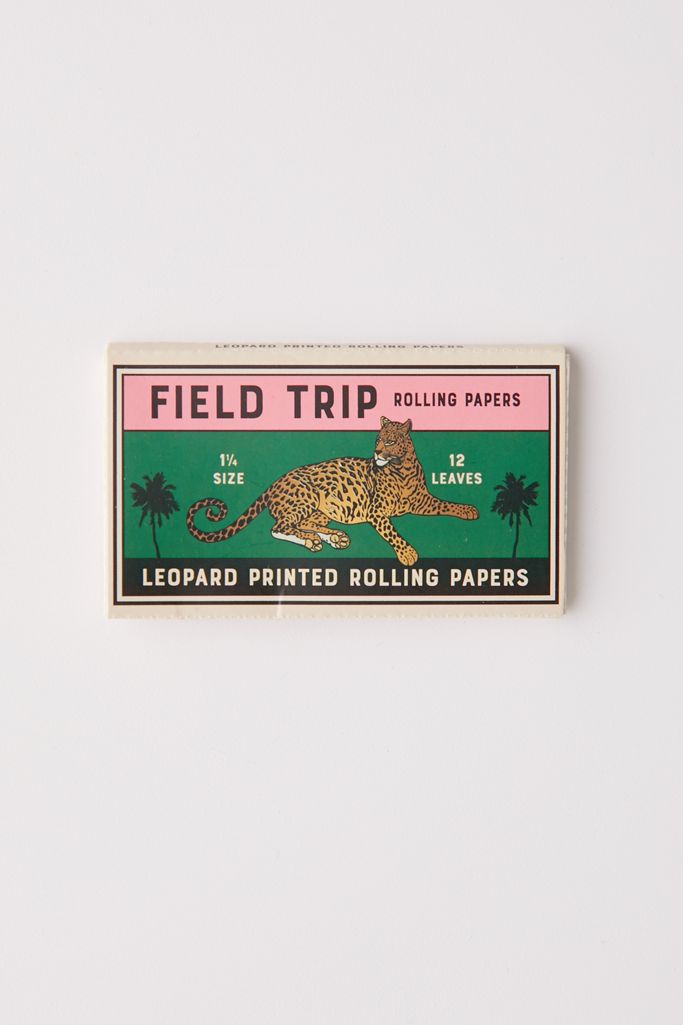 LEOPARD PRINTED ROLLING PAPERS
FIELD TRIP ROLLING PAPERS
1¼ SIZE
12 LEAVES
LEOPARD PRINTED ROLLING PAPERS